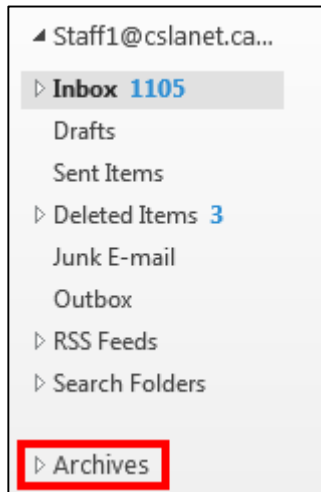 Staff1@cslanet.ca...
Inbox 1105
Drafts
Sent Items
Deleted Items 3
Junk E-mail
Outbox
RSS Feeds
Search Folders
Archives